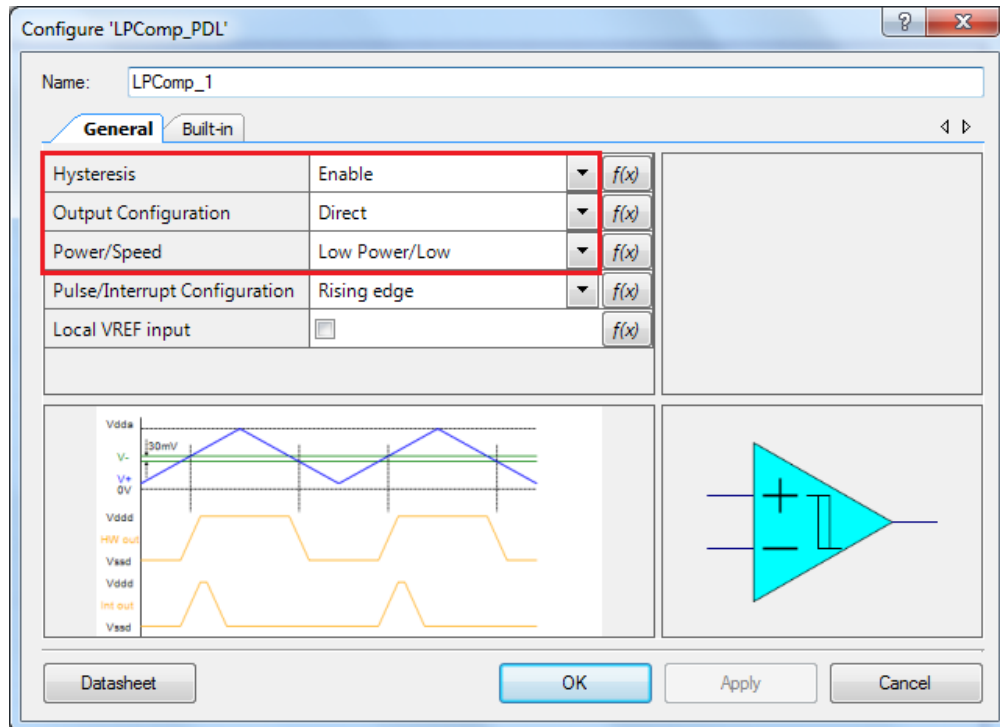 Configure 'LPComp_PDL'
?
X
Name: LPComp_1
General Built-in
Hysteresis Enable f(x)
Output Configuration Direct f(x)
Power/Speed Low Power/Low f(x)
Pulse/Interrupt Configuration Rising edge f(x)
Local VREF input f(x)
Vdda
30mV
V-
V+
0V
Vddd
HW out
Vssd
Vddd
Int out
Vssd
Datasheet OK Apply Cancel